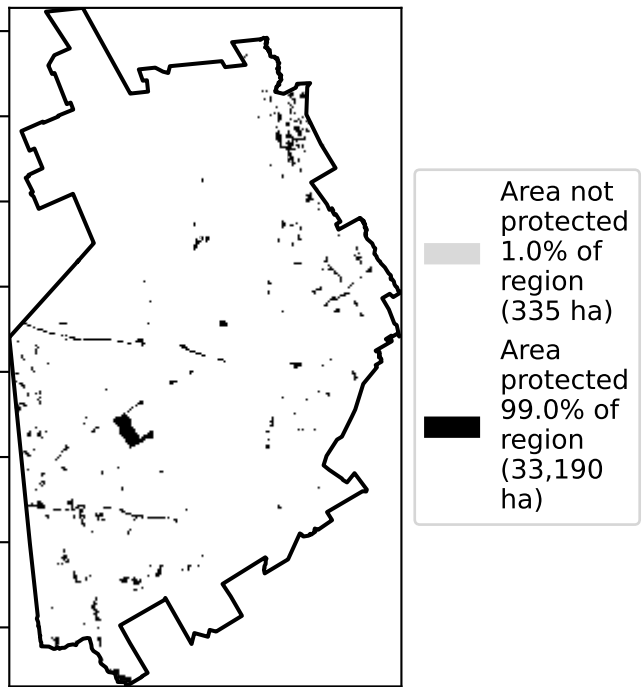 Area not
protected
1.0% of
region
(335 ha)
Area
protected
99.0% of
region
(33,190
ha)